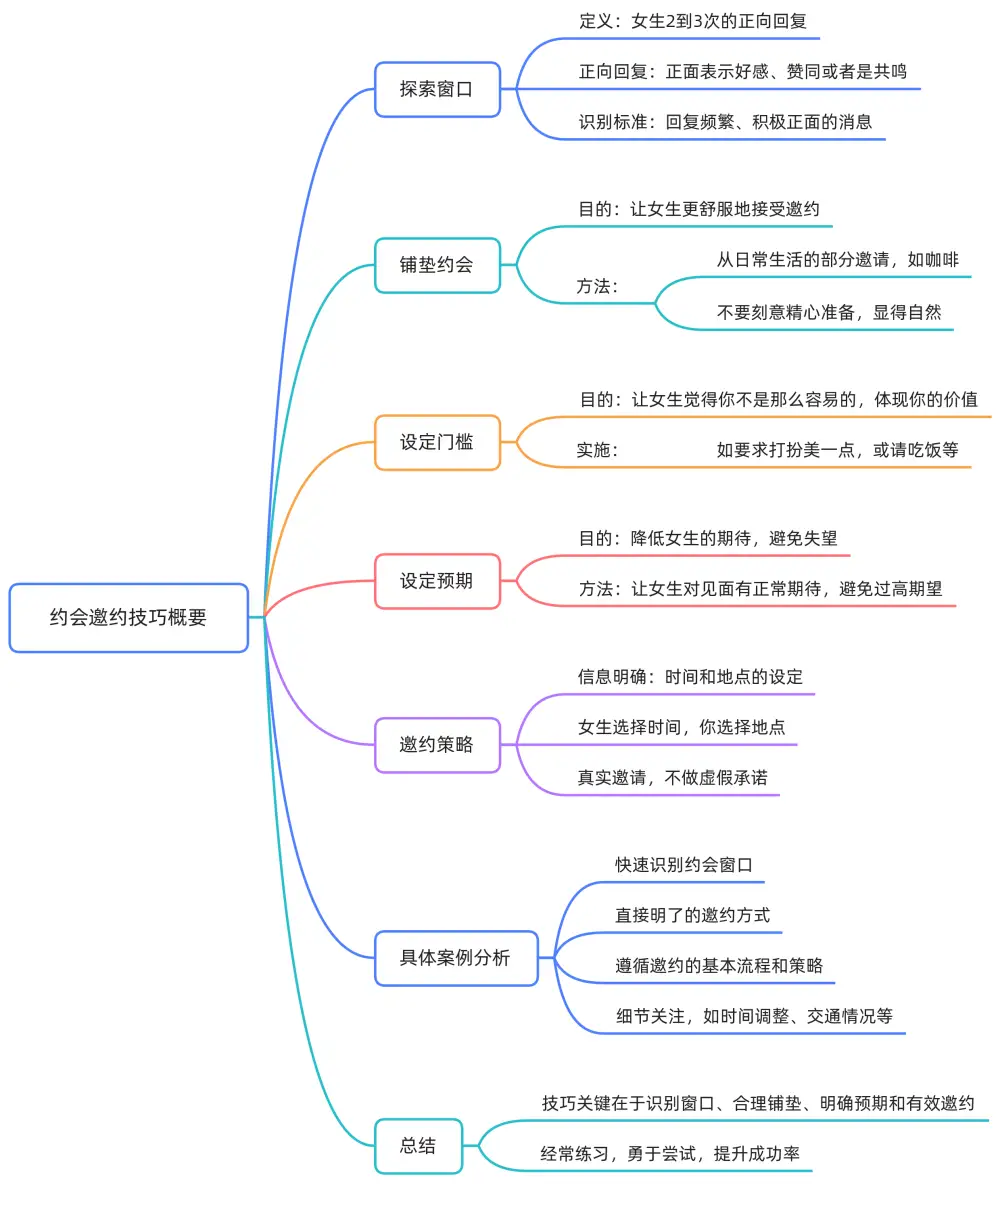 约会邀约技巧概要
探索窗口
定义：女生2到3次的正向回复
正向回复：正面表示好感、赞同或者是共鸣
识别标准：回复频繁、积极正面的消息
铺垫约会
目的：让女生更舒服地接受邀约
方法：
从日常生活的部分邀请，如咖啡
不要刻意精心准备，显得自然
设定门槛
目的：让女生觉得你不是那么容易的，体现你的价值
实施：
如要求打扮美一点，或请吃饭等
设定预期
目的：降低女生的期待，避免失望
方法：让女生对见面有正常期待，避免过高期望
邀约策略
信息明确：时间和地点的设定
女生选择时间，你选择地点
真实邀请，不做虚假承诺
具体案例分析
快速识别约会窗口
直接明了的邀约方式
遵循邀约的基本流程和策略
细节关注，如时间调整、交通情况等
总结
技巧关键在于识别窗口、合理铺垫、明确预期和有效邀约
经常练习，勇于尝试，提升成功率